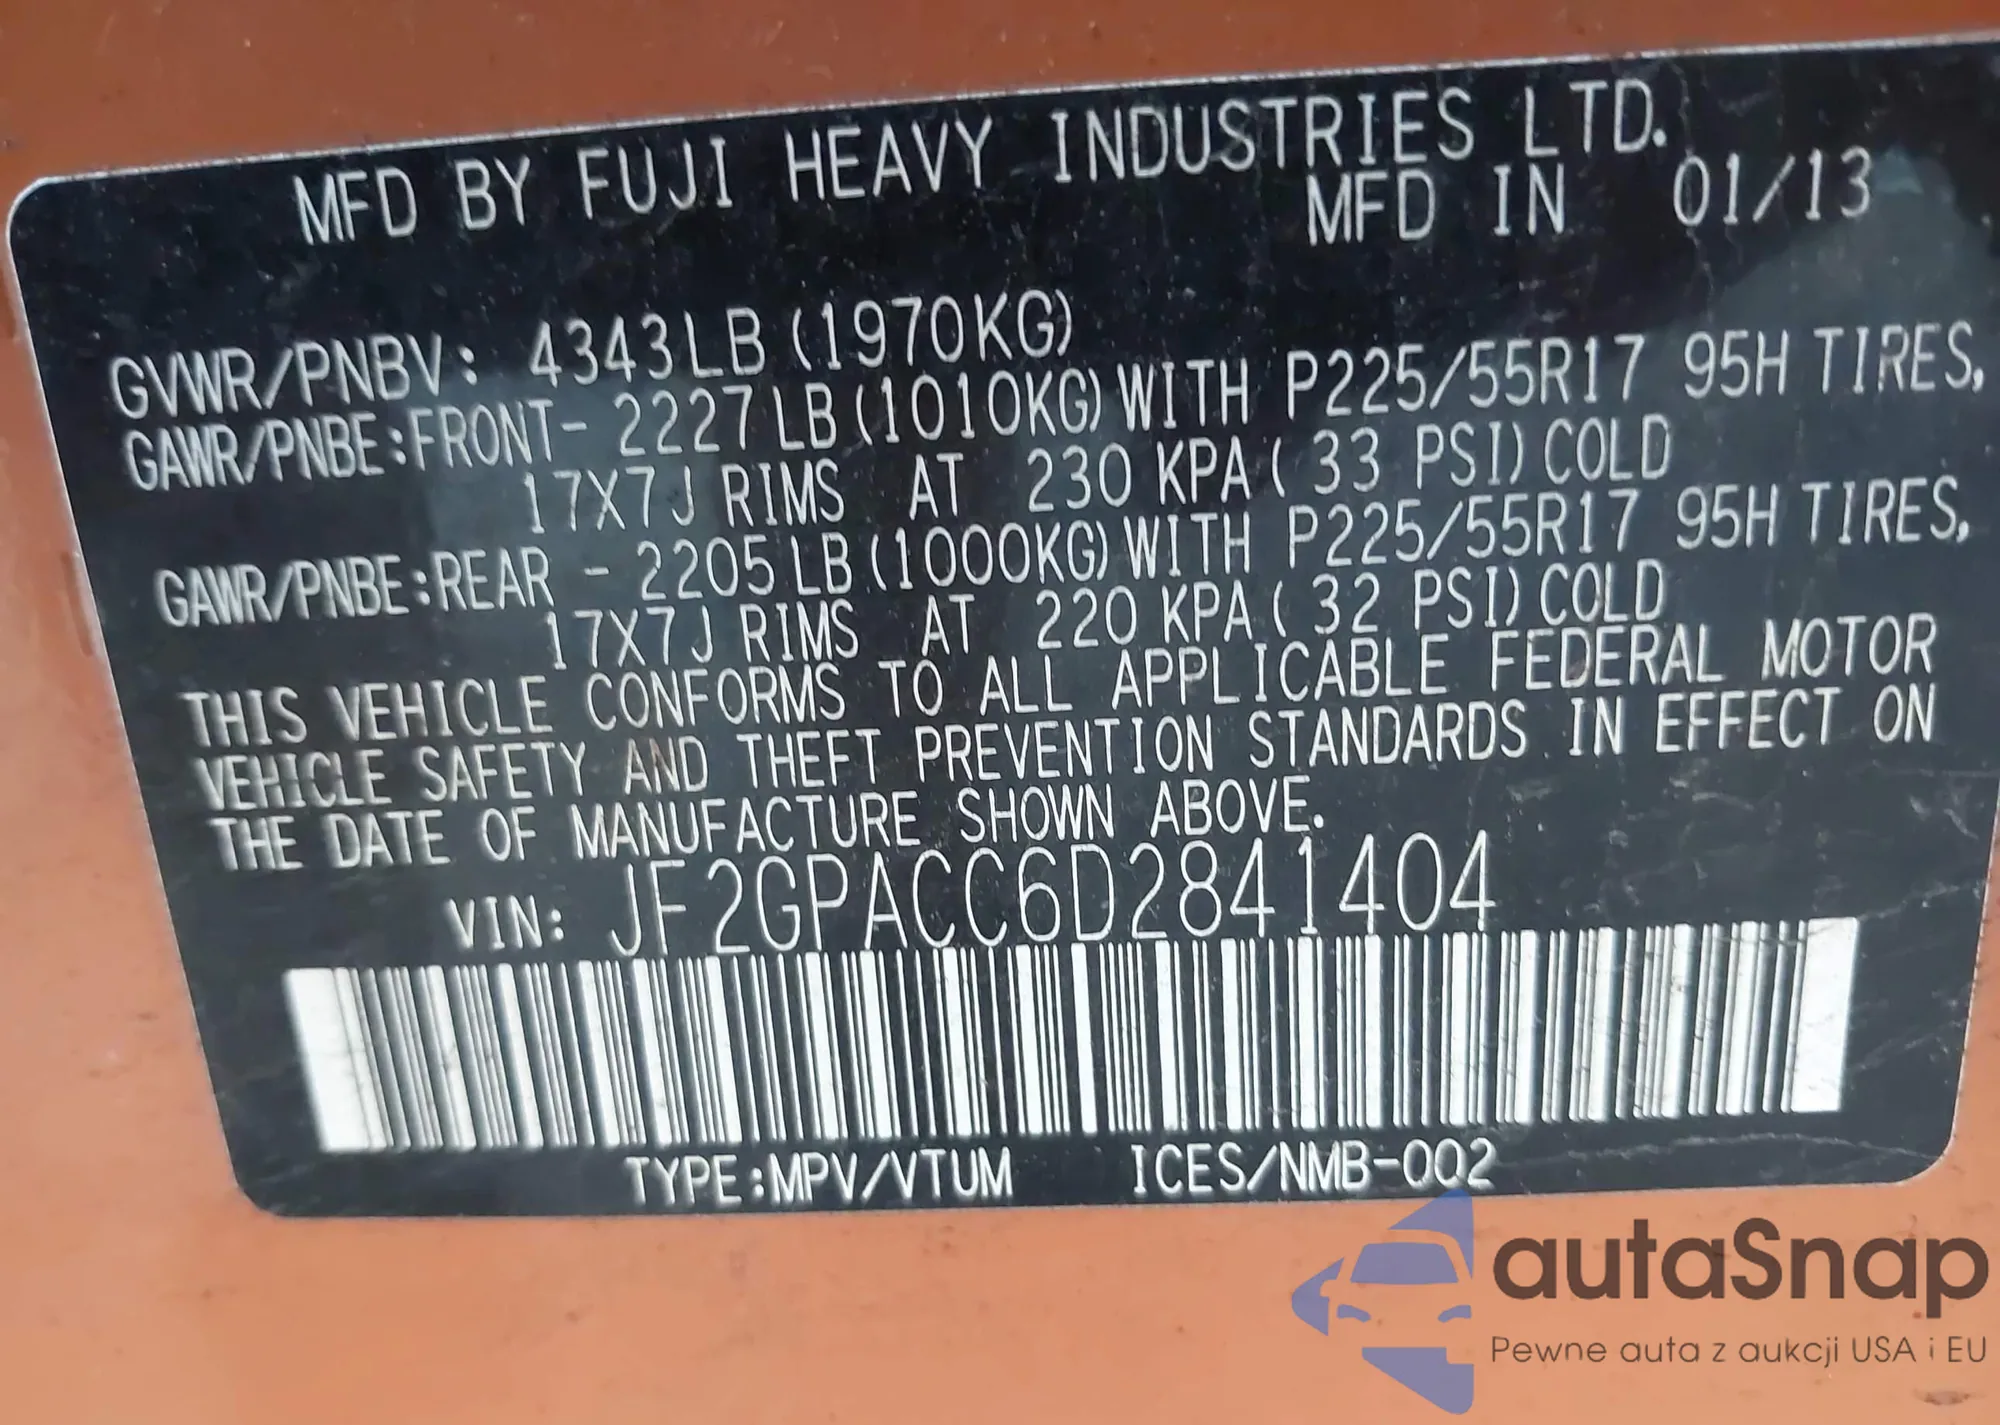 MFD BY FUJI HEAVY INDUSTRIES LTD.
MFD IN 01/13
GVWR/PNBV: 4343LB (1970KG)
GAWR/PNBE:FRONT- 2227LB(1010KG)WITH P225/55R17 95H TIRES,
17X7J RIMS AT 230 KPA( 33 PSI)COLD
GAWR/PNBE:REAR - 2205LB(1000KG)WITH P225/55R17 95H TIRES,
17X7J RIMS AT 220 KPA( 32 PSI)COLD
THIS VEHICLE CONFORMS TO ALL APPLICABLE FEDERAL MOTOR
VEHICLE SAFETY AND THEFT PREVENTION STANDARDS IN EFFECT ON
THE DATE OF MANUFACTURE SHOWN ABOVE.
VIN: JF2GPACC6D2841404
TYPE:MPV/VTUM ICES/NMB-002
autaSnap
Pewne auta z aukcji USA i EU